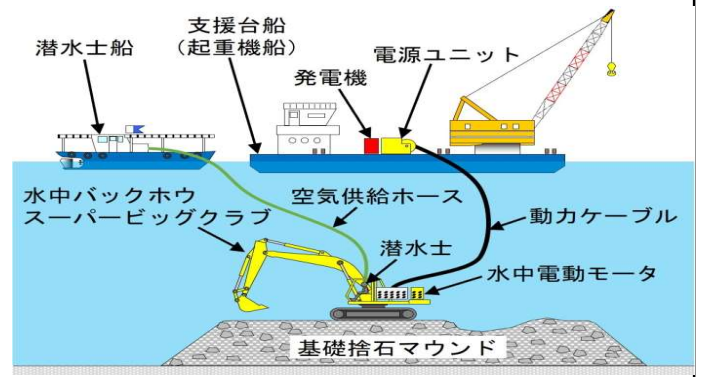 潜水士船
支援台船
（起重機船）
電源ユニット
発電機
水中バックホウ
スーパービッグクラブ
空気供給ホース
動力ケーブル
潜水士
水中電動モータ
基礎捨石マウンド